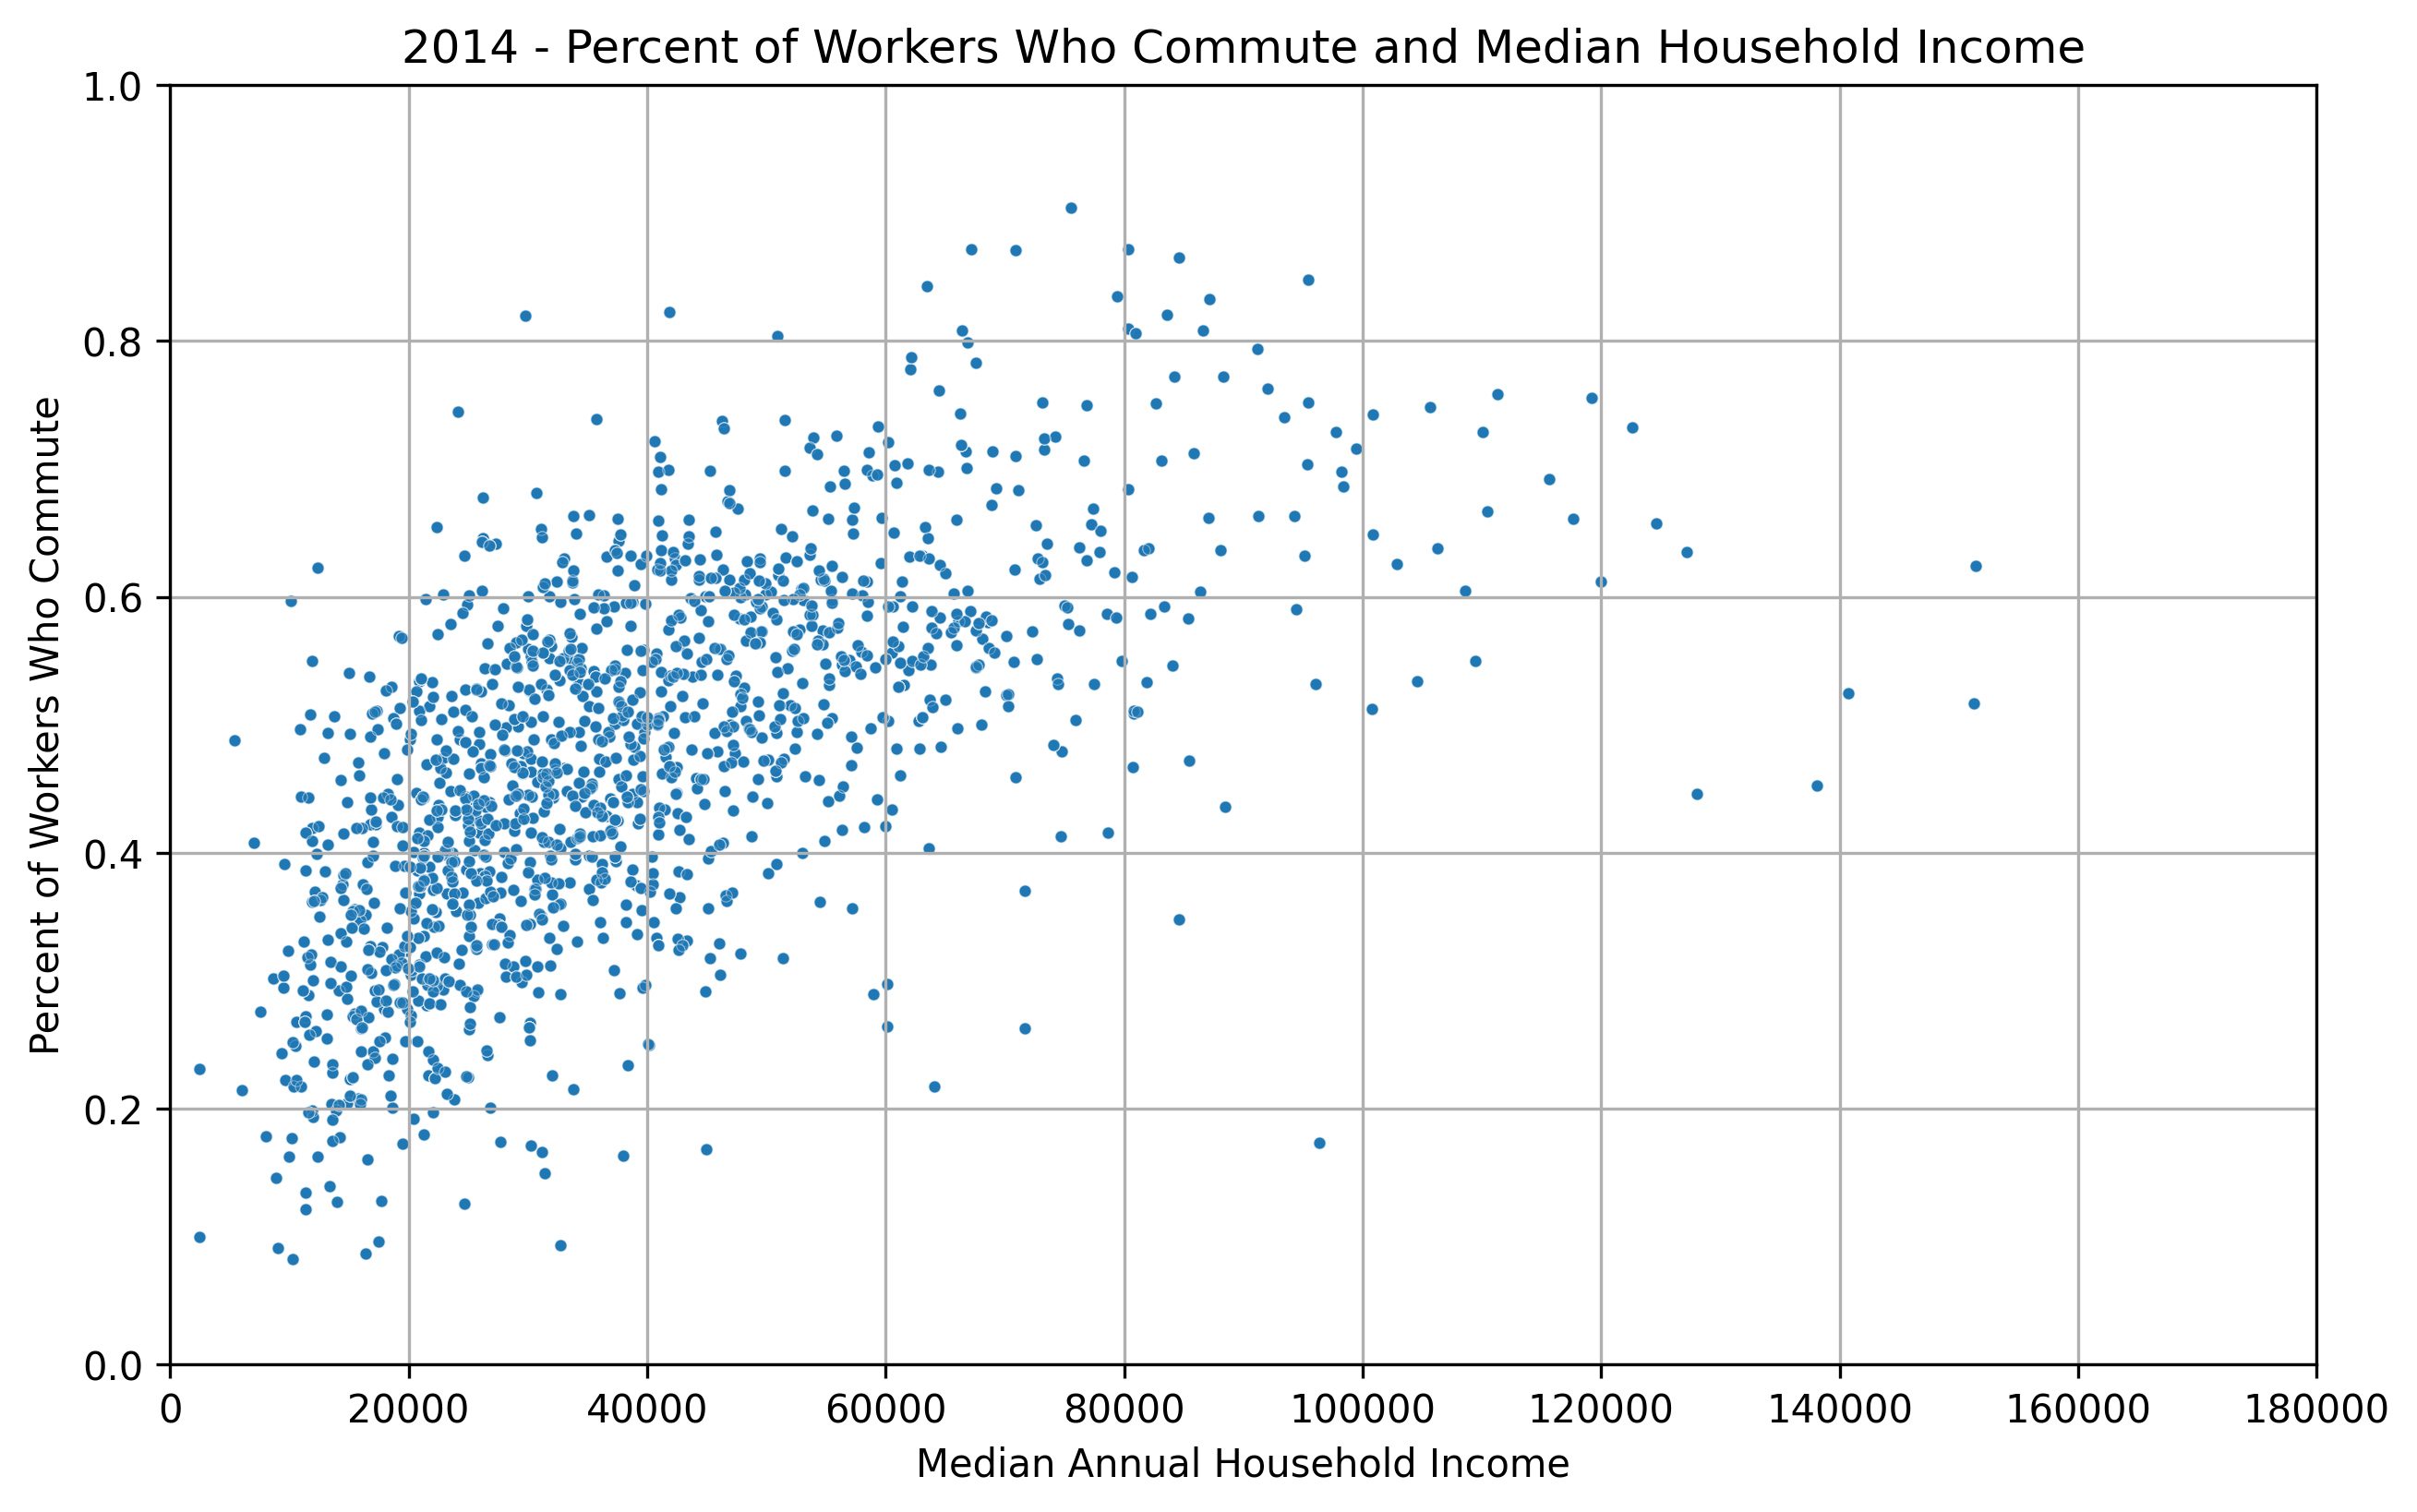 2014 - Percent of Workers Who Commute and Median Household Income
1.0
0.8
0.6
0.4
0.2
0.0
Percent of Workers Who Commute
0 20000 40000 60000 80000 100000 120000 140000 160000 180000
Median Annual Household Income